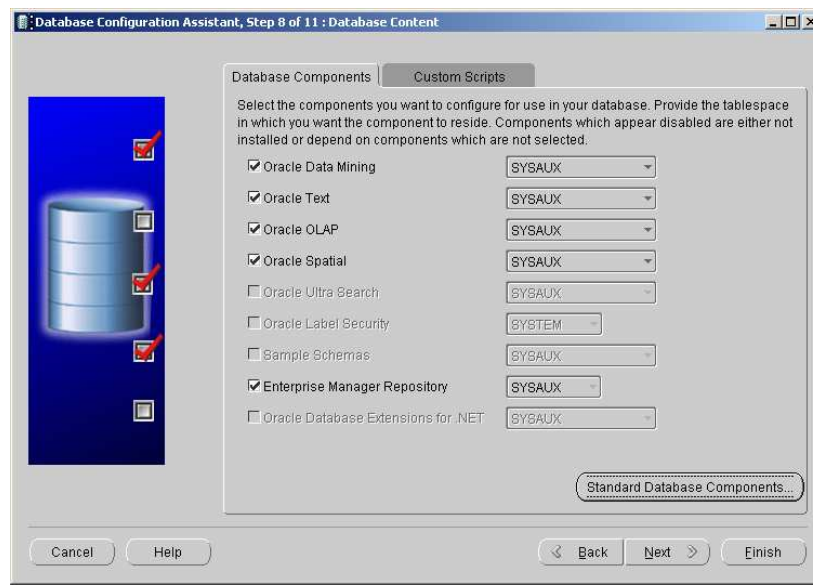 Database Configuration Assistant, Step 8 of 11 : Database Content
Database Components
Custom Scripts
Select the components you want to configure for use in your database. Provide the tablespace
in which you want the component to reside. Components which appear disabled are either not
installed or depend on components which are not selected.
Oracle Data Mining SYSAUX
Oracle Text SYSAUX
Oracle OLAP SYSAUX
Oracle Spatial SYSAUX
Oracle Ultra Search SYSAUX
Oracle Label Security SYSTEM
Sample Schemas SYSAUX
Enterprise Manager Repository SYSAUX
Oracle Database Extensions for .NET SYSAUX
Standard Database Components...
Cancel Help Back Next Finish